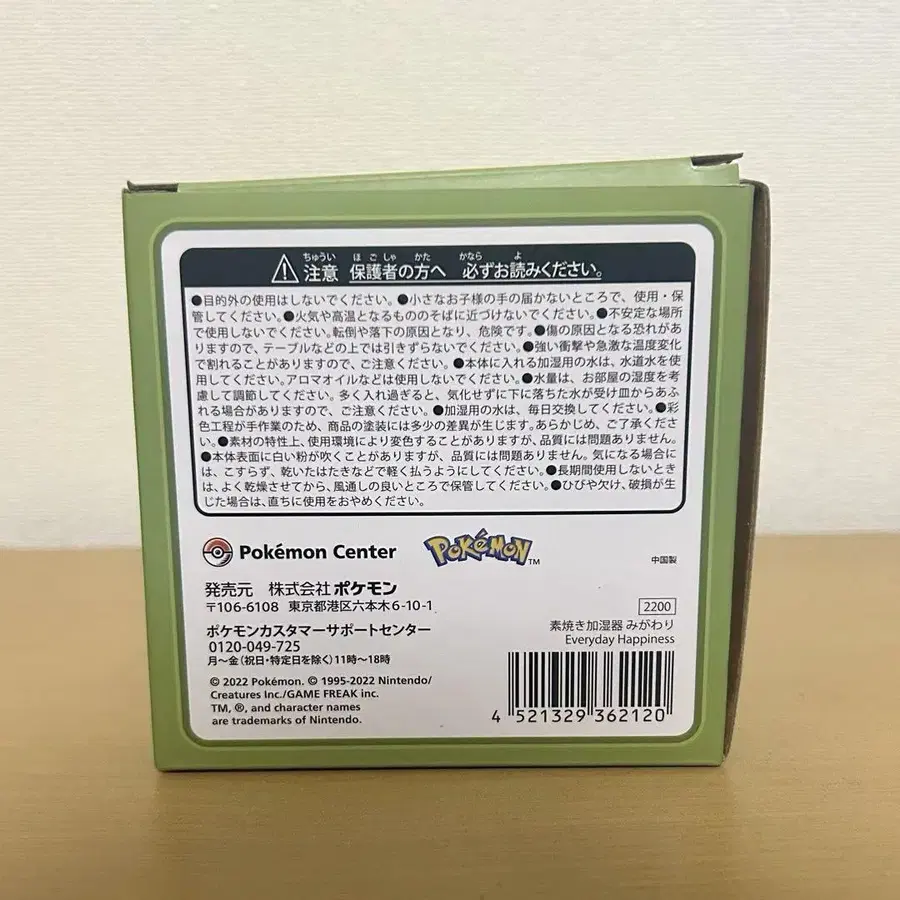 ちゅうい ほごしゃ かた かなら よ
注意 保護者の方へ 必ずお読みください。
●目的外の使用はしないでください。●小さなお子様の手の届かないところで、使用・保
管してください。●火気や高温となるもののそばに近づけないでください。●不安定な場所
で使用しないでください。転倒や落下の原因となり、危険です。●傷の原因となる恐れがあ
りますので、テーブルなどの上では引きずらないでください。●強い衝撃や急激な温度変化
で割れることがありますので、ご注意ください。●本体に入れる加湿用の水は、水道水を使
用してください。アロマオイルなどは使用しないでください。●水量は、お部屋の湿度を考
慮して調節してください。多く入れ過ぎると、気化せずに下に落ちた水が受け皿からあふ
れる場合がありますので、ご注意ください。●加湿用の水は、毎日交換してください。●彩
色工程が手作業のため、商品の塗装には多少の差異が生じます。あらかじめ、ご了承くださ
い。●素材の特性上、使用環境により変色することがありますが、品質には問題ありません。
●本体表面に白い粉が吹くことがありますが、品質には問題ありません。気になる場合に
は、こすらず、乾いたはたきなどで軽く払うようにしてください。●長期間使用しないとき
は、よく乾燥させてから、風通しの良いところで保管してください。●ひびや欠け、破損が生
じた場合は、直ちに使用をおやめください。
Pokémon Center
POKéMON TM
中国製
発売元 株式会社ポケモン
〒106-6108 東京都港区六本木6-10-1
ポケモンカスタマーサポートセンター
0120-049-725
月～金(祝日・特定日を除く)11時～18時
© 2022 Pokémon. © 1995-2022 Nintendo/
Creatures Inc./GAME FREAK inc.
TM, ®, and character names
are trademarks of Nintendo.
2200
素焼き加湿器 みがわり
Everyday Happiness
4 521329 362120